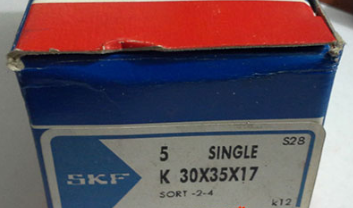 S28
5 SINGLE
SKF K 30X35X17
SORT -2-4
k12